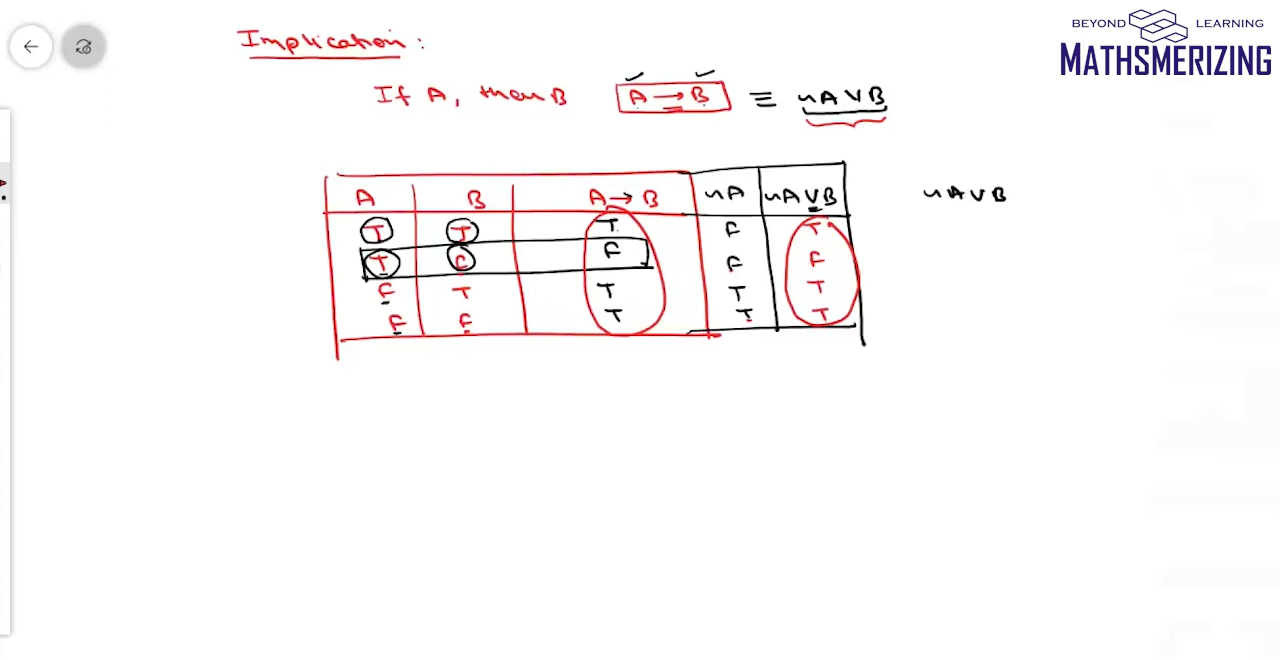 BEYOND LEARNING
MATHSMERIZING
Implication:
If A, then B A → B ≡ ~A ∨ B
A B A → B ~A ~A ∨ B ~A ∨ B
T T T F T
T F F F F
F T T T T
F F T T T